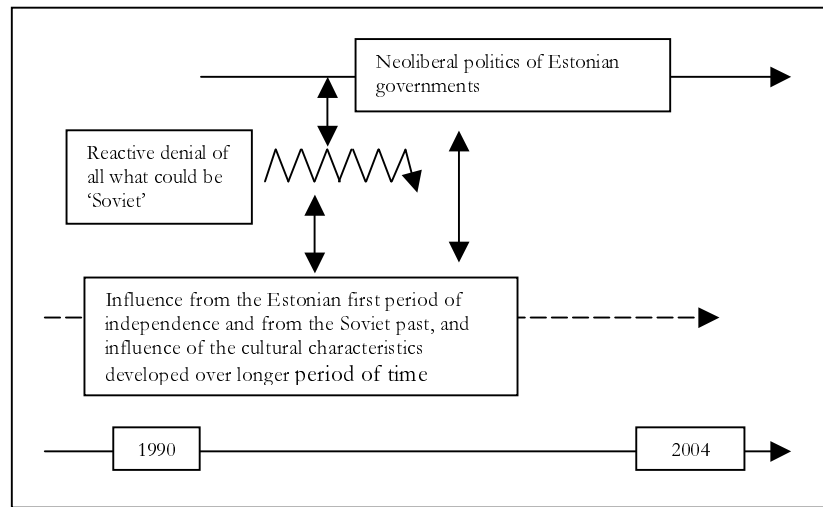 Neoliberal politics of Estonian
governments
Reactive denial of
all what could be
‘Soviet’
Influence from the Estonian first period of
independence and from the Soviet past, and
influence of the cultural characteristics
developed over longer period of time
1990
2004